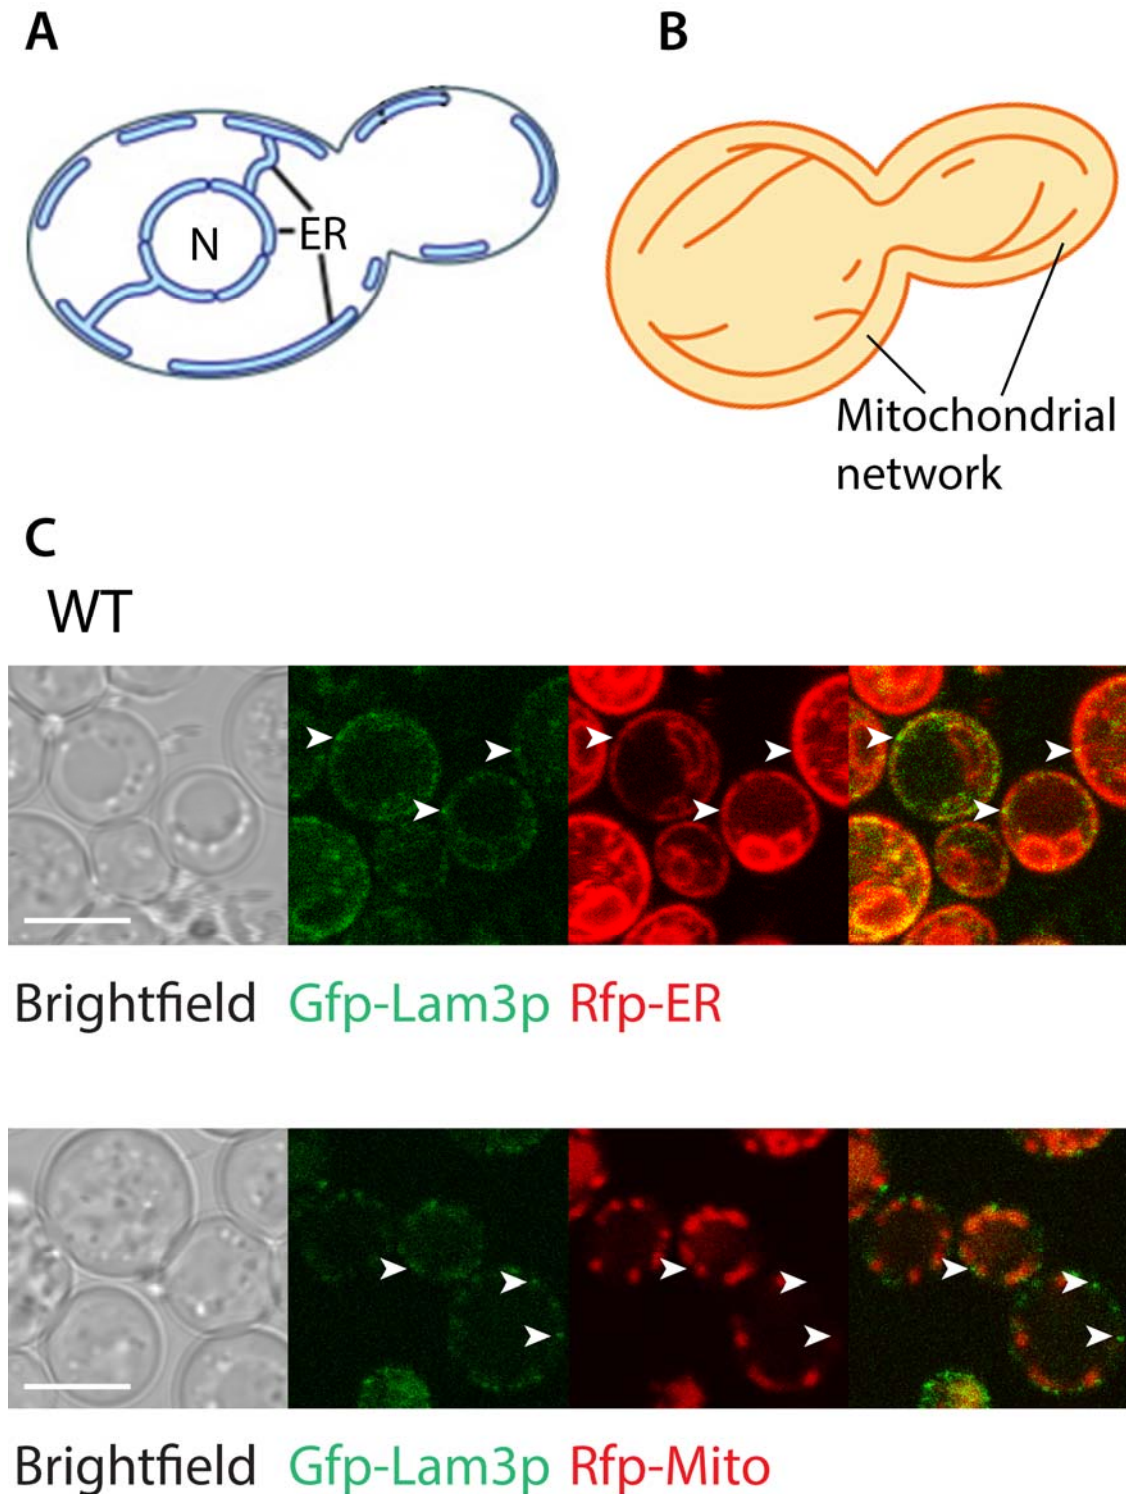 A
B
N
ER
Mitochondrial
network
C
WT
Brightfield Gfp-Lam3p Rfp-ER
Brightfield Gfp-Lam3p Rfp-Mito